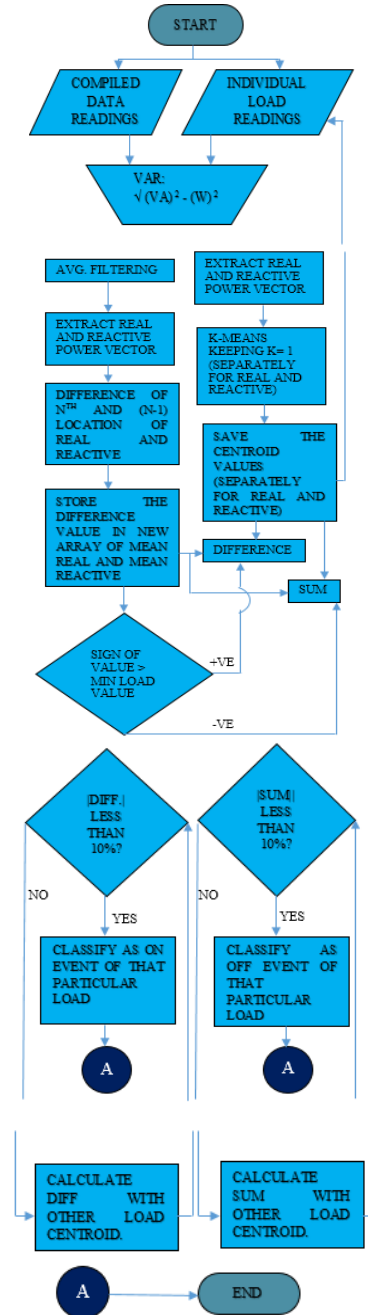 START
COMPILED
DATA
READINGS
INDIVIDUAL
LOAD
READINGS
VAR:
√ (VA)² - (W)²
AVG. FILTERING
EXTRACT REAL
AND REACTIVE
POWER VECTOR
DIFFERENCE OF
Nᵀᴴ AND (N-1)
LOCATION OF
REAL AND
REACTIVE
STORE THE
DIFFERENCE
VALUE IN NEW
ARRAY OF MEAN
REAL AND MEAN
REACTIVE
EXTRACT REAL
AND REACTIVE
POWER VECTOR
K-MEANS
KEEPING K= 1
(SEPARATELY
FOR REAL AND
REACTIVE)
SAVE THE
CENTROID
VALUES
(SEPARATELY
FOR REAL AND
REACTIVE)
DIFFERENCE
SUM
SIGN OF
VALUE >
MIN LOAD
VALUE
+VE
-VE
|DIFF.|
LESS
THAN
10%?
NO
YES
CLASSIFY AS ON
EVENT OF THAT
PARTICULAR
LOAD
A
|SUM||
LESS
THAN
10%?
NO
YES
CLASSIFY AS
OFF EVENT OF
THAT
PARTICULAR
LOAD
A
CALCULATE
DIFF WITH
OTHER LOAD
CENTROID.
CALCULATE
SUM WITH
OTHER LOAD
CENTROID.
A
END